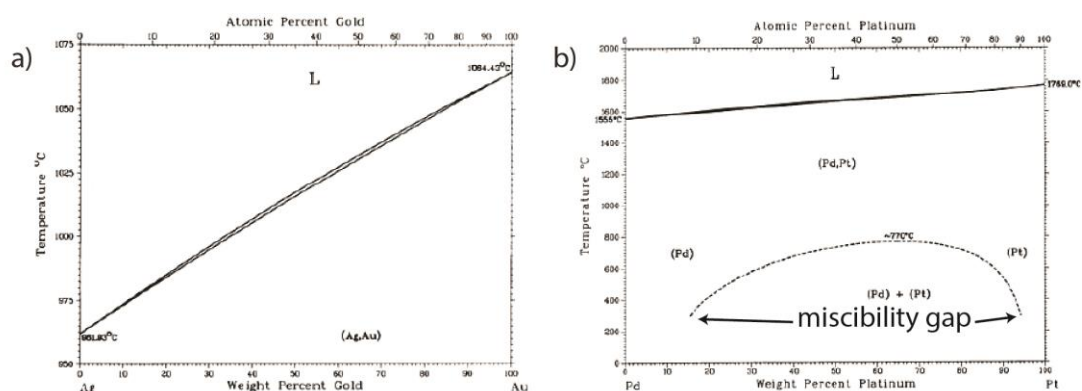 a)
Atomic Percent Gold
0 10 20 30 40 50 60 70 80 90 100
1075
1050
1025
1000
975
950
Temperature °C
L
1064.43°C
961.93°C
(Ag,Au)
0 10 20 30 40 50 60 70 80 90 100
Ag Weight Percent Gold Au
b)
Atomic Percent Platinum
0 10 20 30 40 50 60 70 80 90 100
2000
1800
1600
1400
1200
1000
800
600
400
200
0
Temperature °C
L
1769.0°C
1555°C
(Pd,Pt)
~770°C
(Pd)
(Pt)
(Pd) + (Pt)
miscibility gap
0 10 20 30 40 50 60 70 80 90 100
Pd Weight Percent Platinum Pt